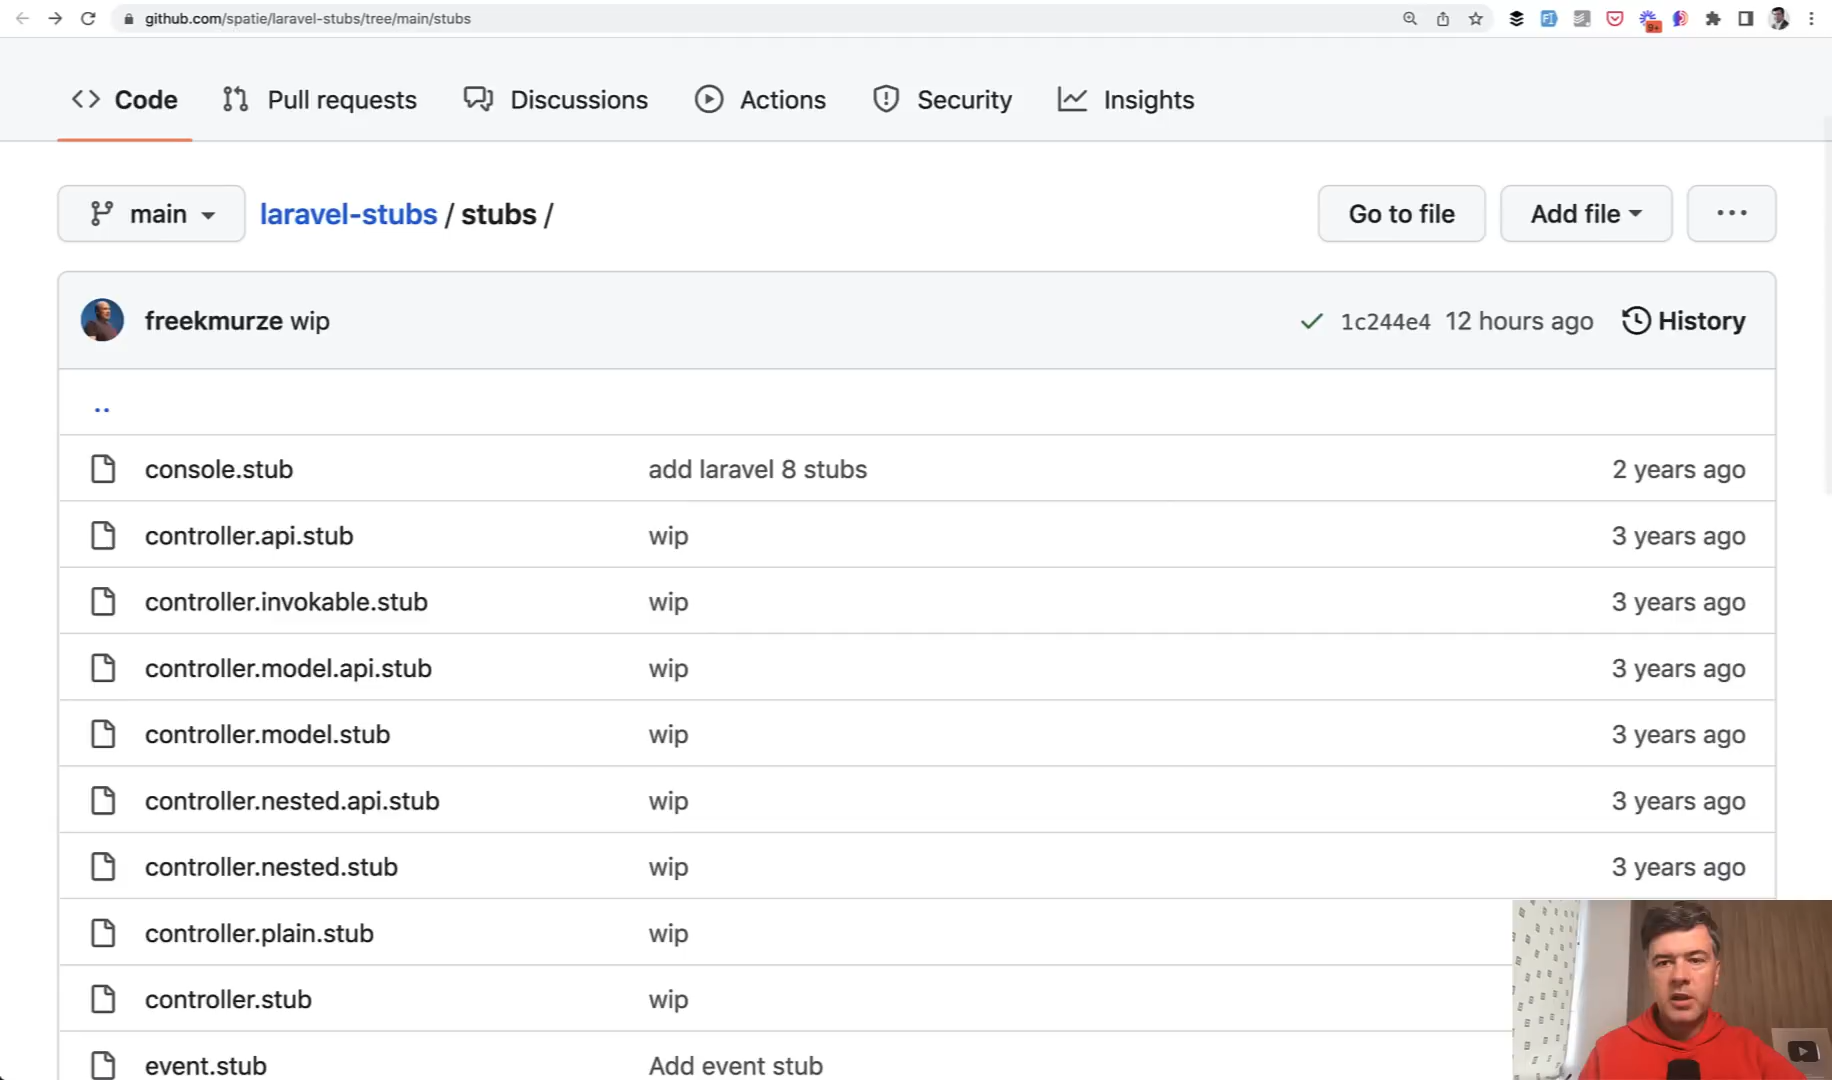 github.com/spatie/laravel-stubs/tree/main/stubs
9+
Code Pull requests Discussions Actions Security Insights
main laravel-stubs / stubs / Go to file Add file ...
freekmurze wip 1c244e4 12 hours ago History
..
console.stub add laravel 8 stubs 2 years ago
controller.api.stub wip 3 years ago
controller.invokable.stub wip 3 years ago
controller.model.api.stub wip 3 years ago
controller.model.stub wip 3 years ago
controller.nested.api.stub wip 3 years ago
controller.nested.stub wip 3 years ago
controller.plain.stub wip
controller.stub wip
event.stub Add event stub